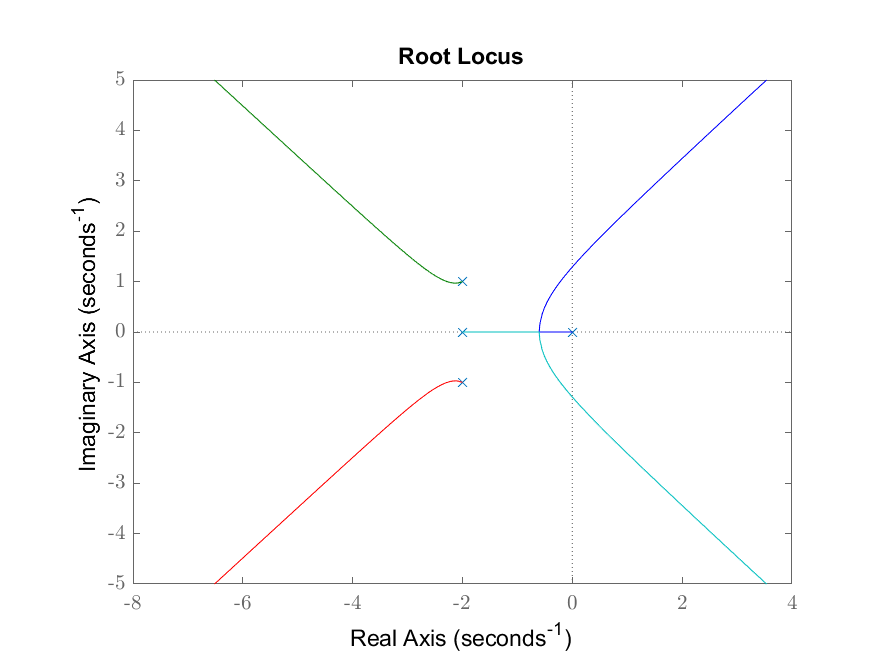 Root Locus
5
4
3
2
1
0
-1
-2
-3
-4
-5
Imaginary Axis (seconds-1)
-8 -6 -4 -2 0 2 4
Real Axis (seconds-1)